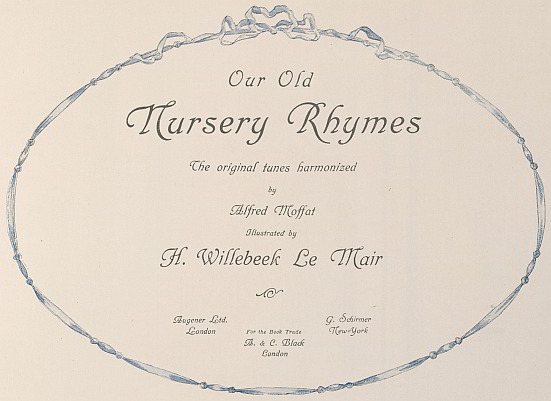 Our Old
Nursery Rhymes
The original tunes harmonized
by
Alfred Moffat
Illustrated by
H. Willebeek Le Mair
Augener Ltd.
London
For the Book Trade
A. & C. Black
London
G. Schirmer
New York